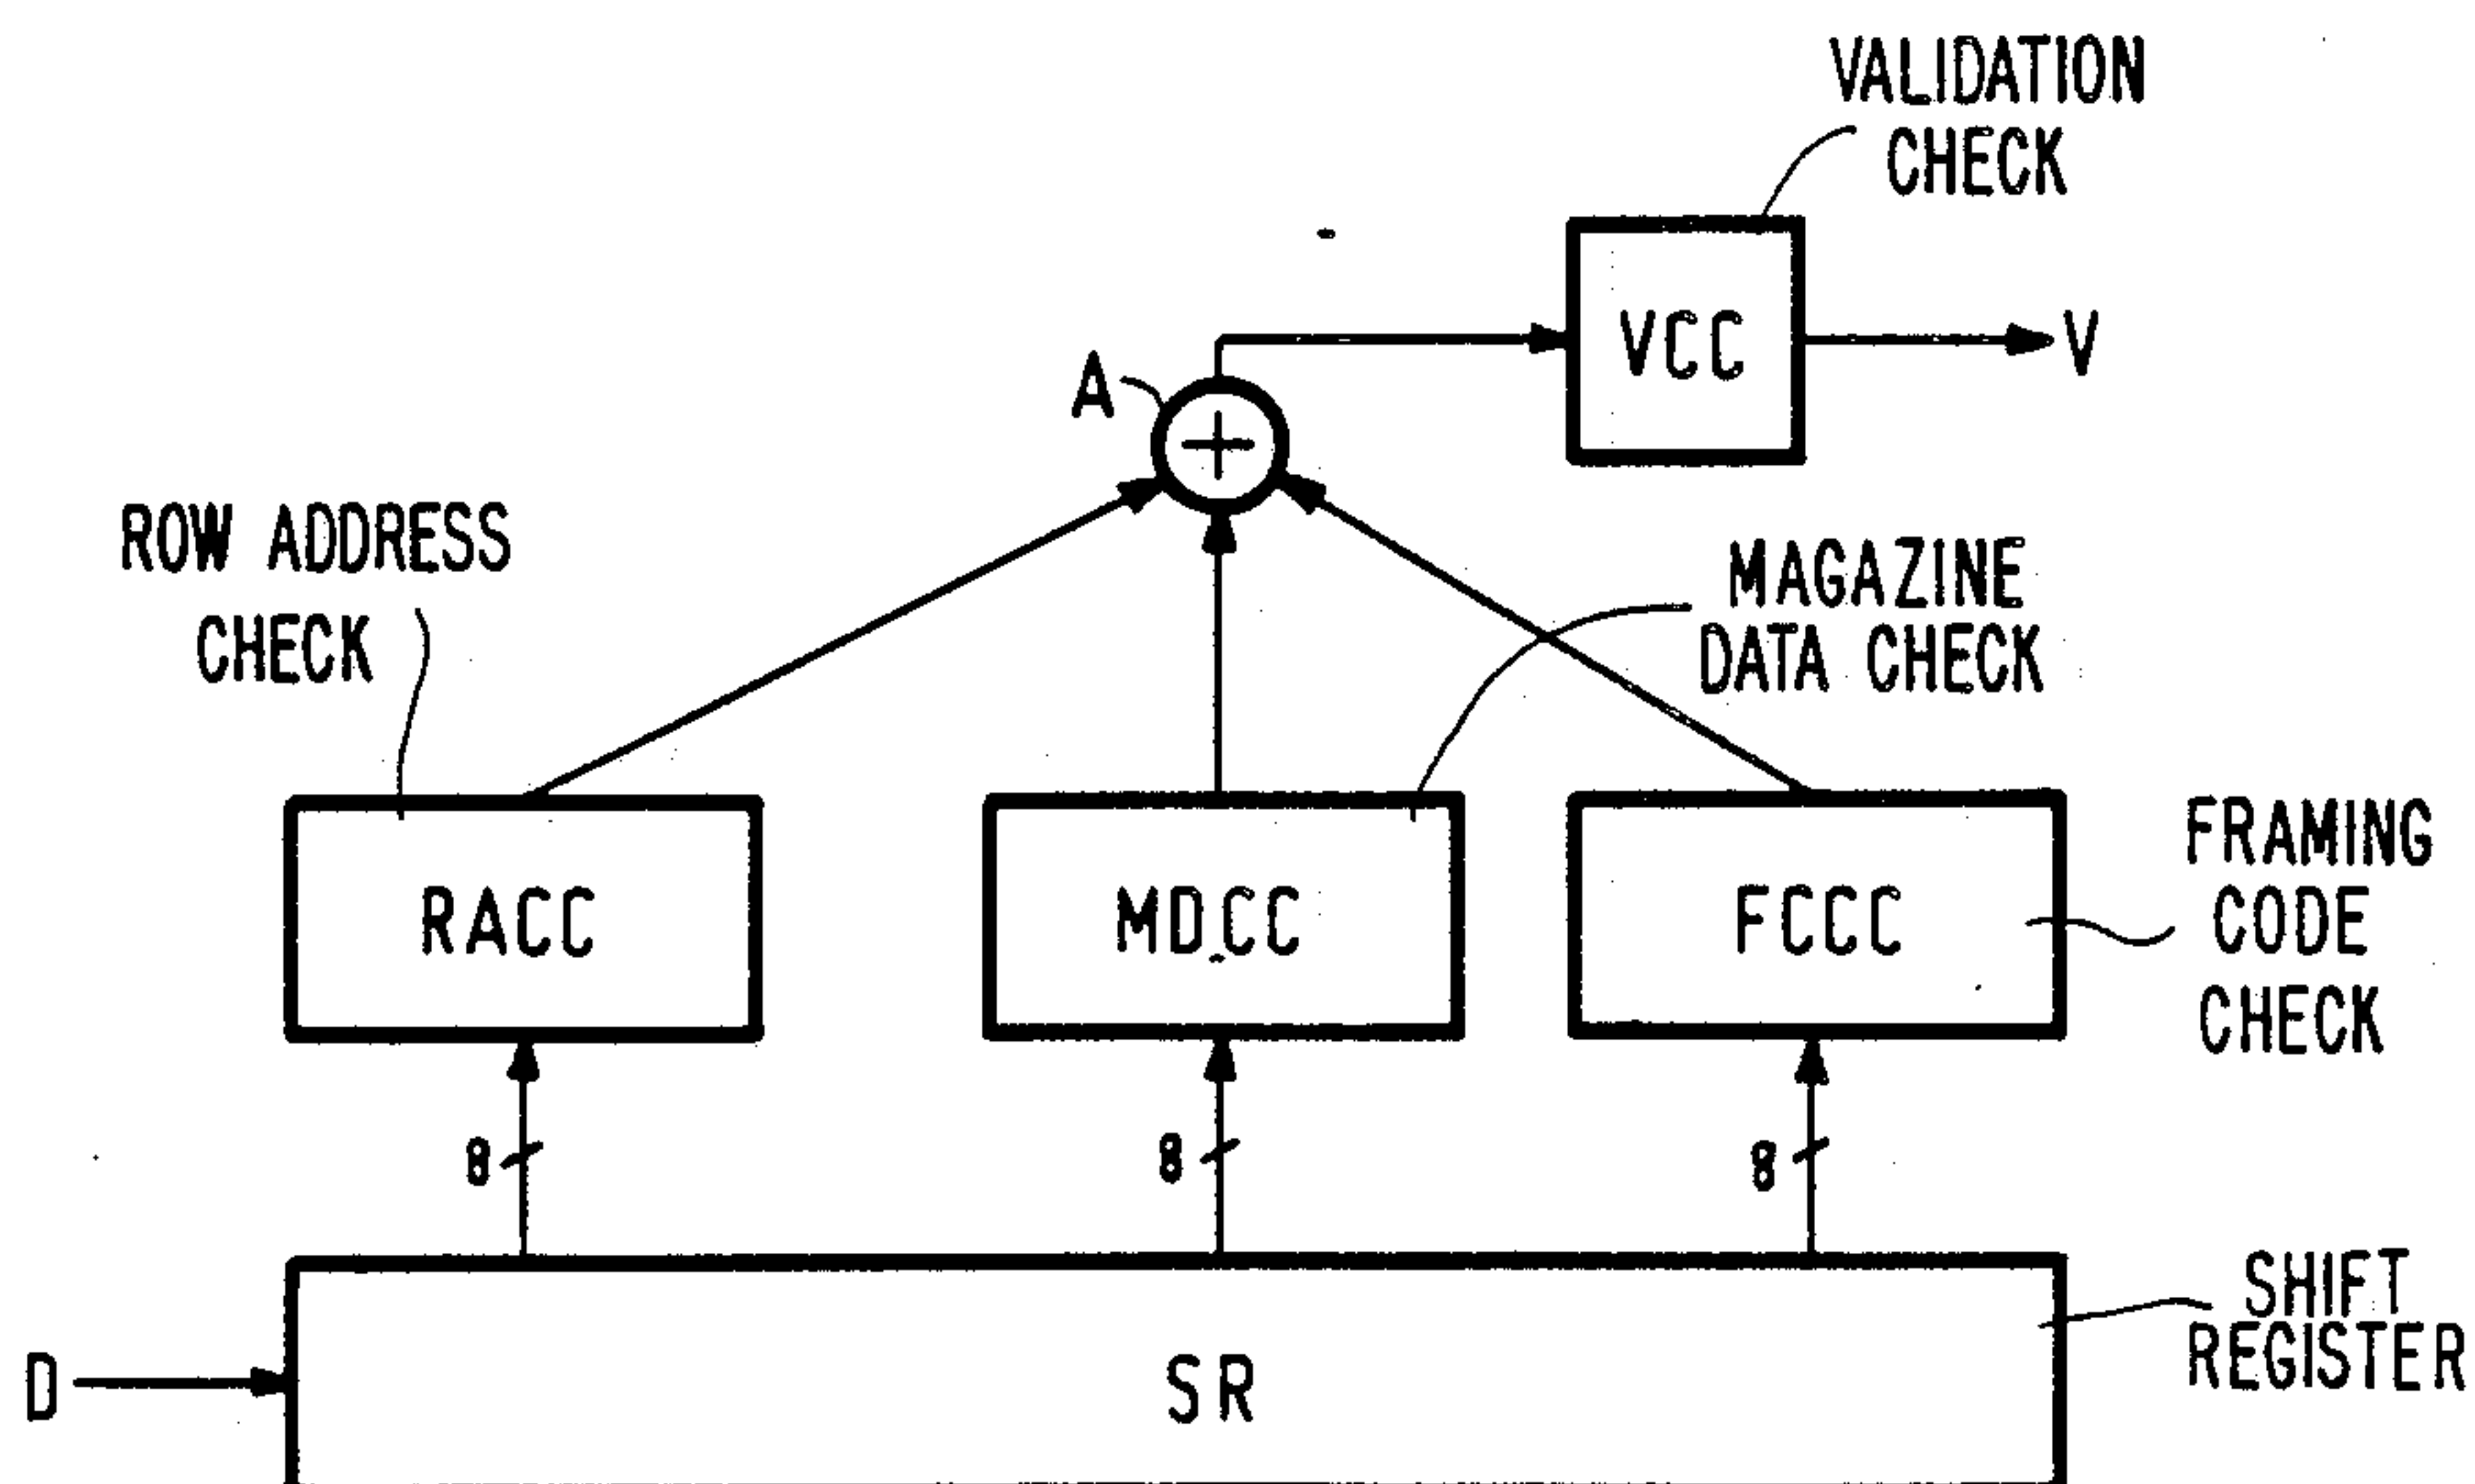 VALIDATION
CHECK
VCC
V
A
ROW ADDRESS
CHECK
MAGAZINE
DATA CHECK
RACC
MDCC
FCCC
FRAMING
CODE
CHECK
8
8
8
SHIFT
REGISTER
D
SR